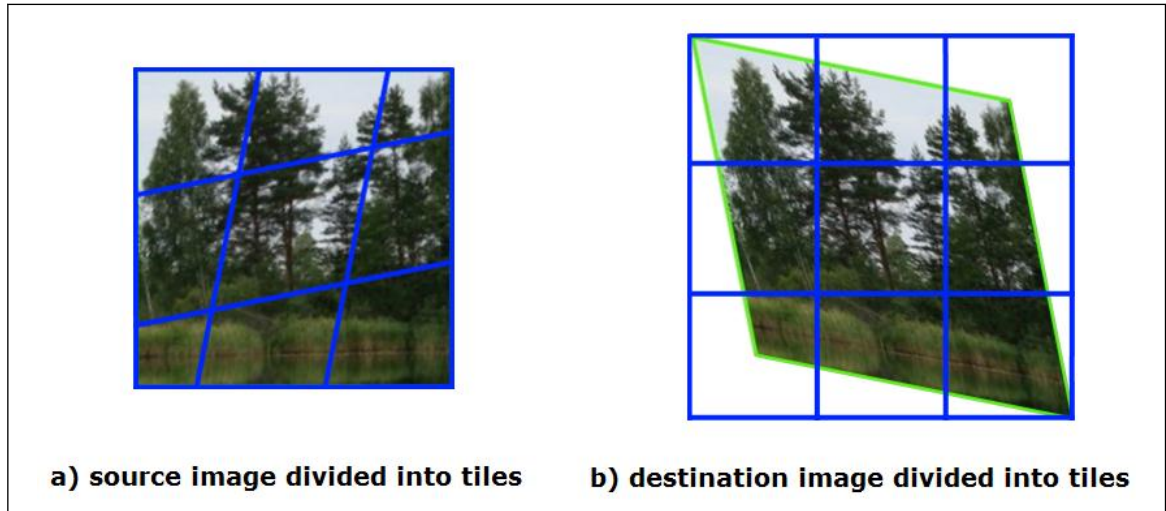 a) source image divided into tiles
b) destination image divided into tiles